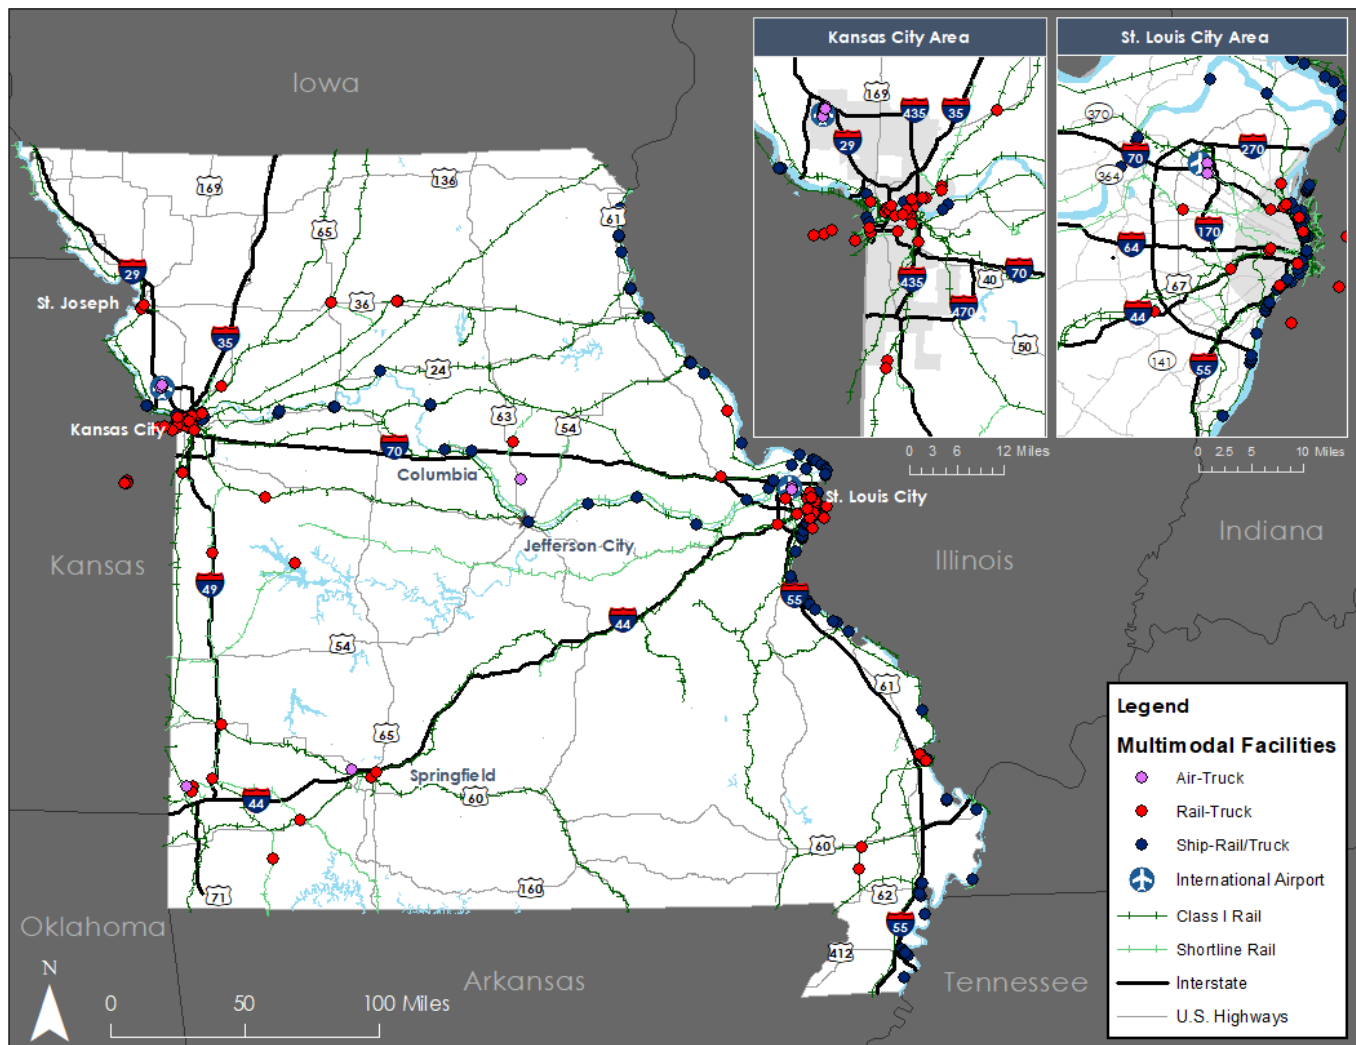 Kansas City Area
St. Louis City Area
Iowa
169
435
35
29
70
435
40
470
50
0 3 6 12 Miles
370
70
270
364
170
64
67
44
141
55
0 2.5 5 10 Miles
169
136
61
65
29
St. Joseph
36
35
24
63
54
Kansas City
70
Columbia
St. Louis City
Jefferson City
Indiana
Illinois
Kansas
49
55
44
54
61
65
Springfield
44
60
60
160
62
71
55
412
Oklahoma
Arkansas
Tennessee
N
0 50 100 Miles
Legend
Multimodal Facilities
Air-Truck
Rail-Truck
Ship-Rail/Truck
International Airport
Class I Rail
Shortline Rail
Interstate
U.S. Highways